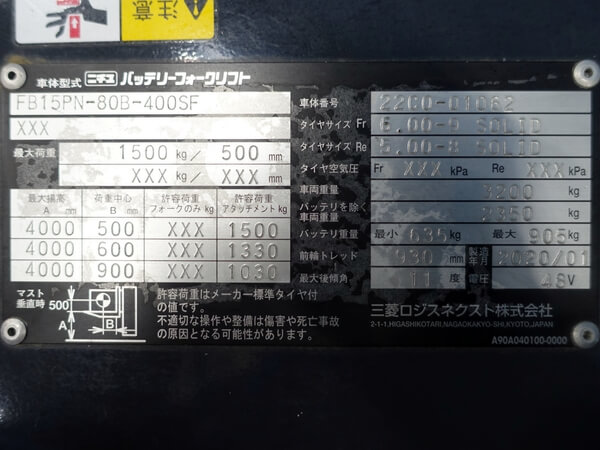 注意
車体型式 ニチユ バッテリーフォークリフト
FB15PN-80B-400SF
XXX
最大荷重 1500 kg/ 500 mm
XXX kg/ XXX mm
最大揚高 A mm 荷重中心 B mm 許容荷重 フォークのみ kg 許容荷重 アタッチメント kg
4000 500 XXX 1500
4000 600 XXX 1330
4000 900 XXX 1030
マスト垂直時 500 A B
許容荷重はメーカー標準タイヤ付
の値です。
不適切な操作や整備は傷害や死亡事故
の原因となる可能性があります。
車体番号 22C0-01062
タイヤサイズ Fr 6.00-9 SOLID
タイヤサイズ Re 5.00-8 SOLID
タイヤ空気圧 Fr XXX kPa Re XXX kPa
車両重量 3200 kg
バッテリを除く車両重量 2350 kg
バッテリ重量 最小 635 kg 最大 905 kg
前輪トレッド 930 mm 製造年月 2020/01
最大後傾角 11 度 電圧 48V
三菱ロジスネクスト株式会社
2-1-1,HIGASHIKOTARI,NAGAOKAKYO-SHI,KYOTO,JAPAN
A90A040100-0000